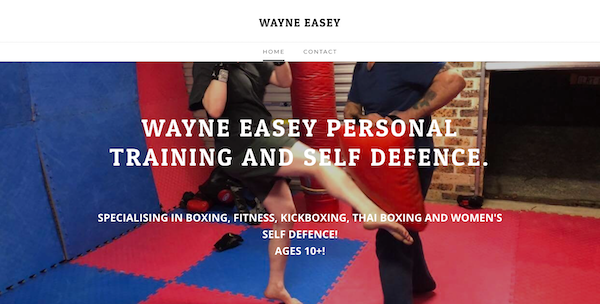 WAYNE EASEY
HOME CONTACT
WAYNE EASEY PERSONAL
TRAINING AND SELF DEFENCE.
SPECIALISING IN BOXING, FITNESS, KICKBOXING, THAI BOXING AND WOMEN'S
SELF DEFENCE!
AGES 10+!